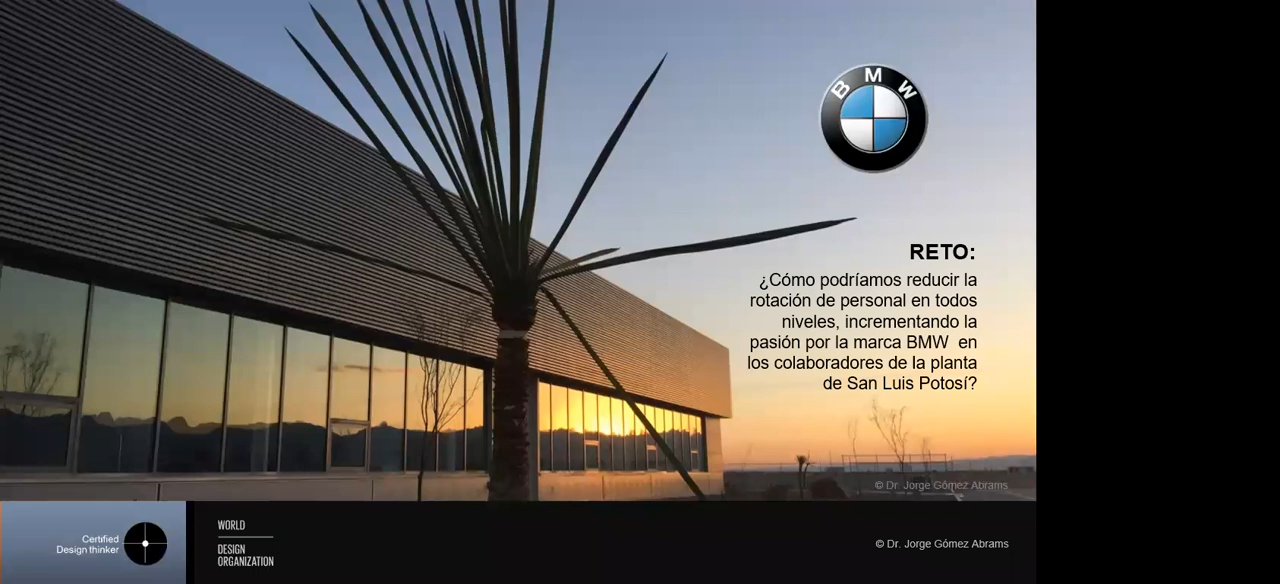 BMW
RETO:
¿Cómo podríamos reducir la
rotación de personal en todos
niveles, incrementando la
pasión por la marca BMW en
los colaboradores de la planta
de San Luis Potosí?
© Dr. Jorge Gómez Abrams
Certified
Design thinker
WORLD
DESIGN
ORGANIZATION
© Dr. Jorge Gómez Abrams